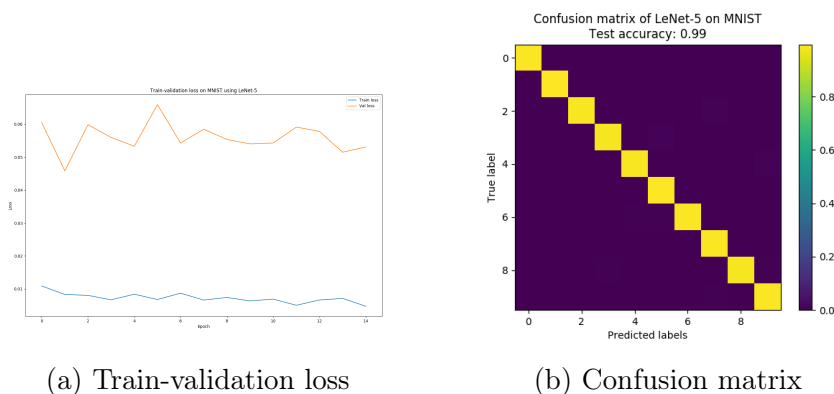 Train-validation loss on MNIST using LeNet-5
Train loss
Val loss
0.06
0.05
0.04
0.03
0.02
0.01
Loss
0 2 4 6 8 10 12 14
Epoch
(a) Train-validation loss
Confusion matrix of LeNet-5 on MNIST
Test accuracy: 0.99
0
2
4
6
8
True label
0 2 4 6 8
Predicted labels
0.8
0.6
0.4
0.2
0.0
(b) Confusion matrix